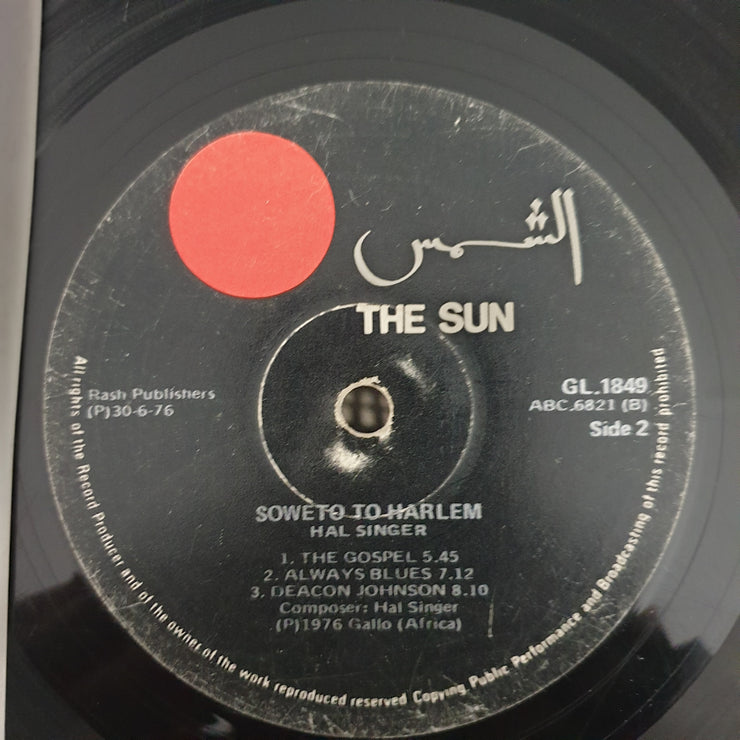 الشمس
THE SUN
Rash Publishers
(P)30-6-76
GL.1849
ABC.6821 (B)
Side 2
SOWETO TO HARLEM
HAL SINGER
1. THE GOSPEL 5.45
2. ALWAYS BLUES 7.12
3. DEACON JOHNSON 8.10
Composer: Hal Singer
(P)1976 Gallo (Africa)
All rights of the Record Producer and of the owner of the work reproduced reserved Copying, Public Performance and Broadcasting of this record prohibited